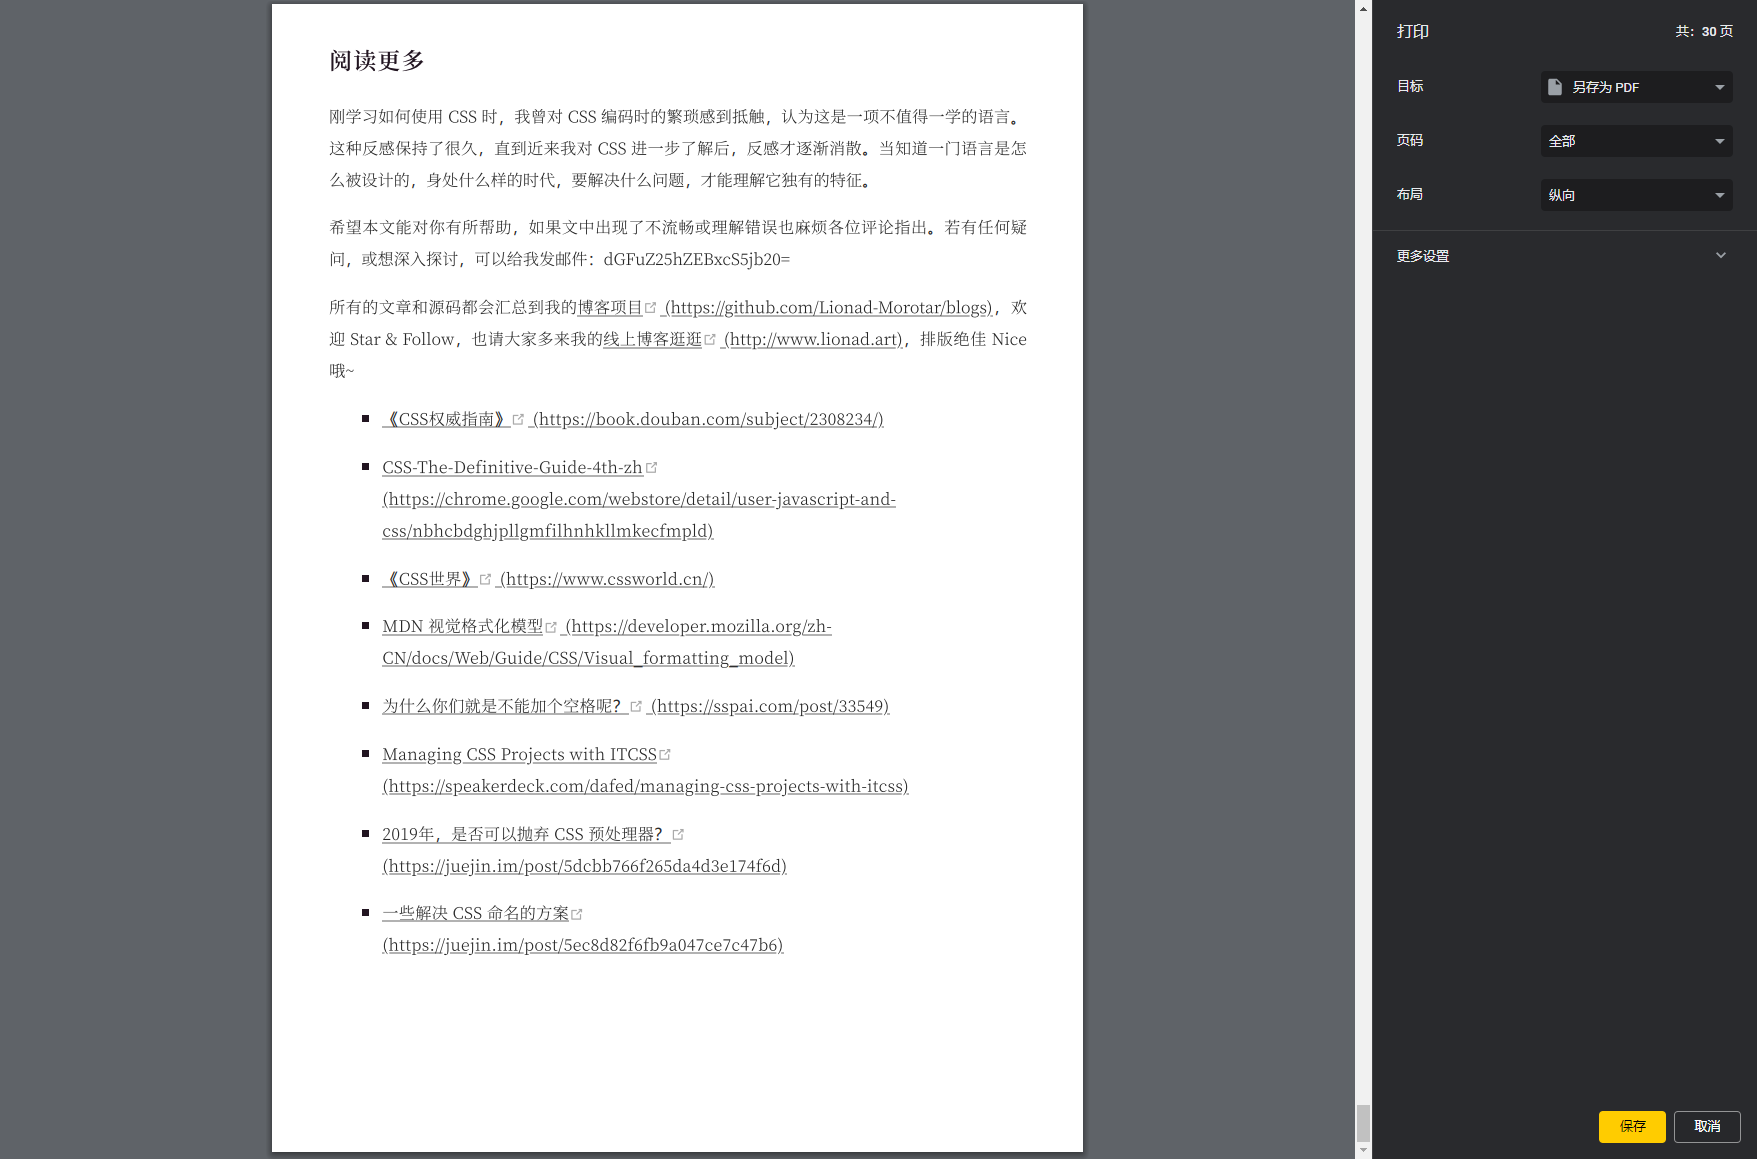 阅读更多
刚学习如何使用 CSS 时，我曾对 CSS 编码时的繁琐感到抵触，认为这是一项不值得一学的语言。
这种反感保持了很久，直到近来我对 CSS 进一步了解后，反感才逐渐消散。当知道一门语言是怎
么被设计的，身处什么样的时代，要解决什么问题，才能理解它独有的特征。
希望本文能对你有所帮助，如果文中出现了不流畅或理解错误也麻烦各位评论指出。若有任何疑
问，或想深入探讨，可以给我发邮件：dGFuZ25hZEBxcS5jb20=
所有的文章和源码都会汇总到我的博客项目 (https://github.com/Lionad-Morotar/blogs)，欢
迎 Star & Follow，也请大家多来我的线上博客逛逛 (http://www.lionad.art)，排版绝佳 Nice
哦~
《CSS权威指南》 (https://book.douban.com/subject/2308234/)
CSS-The-Definitive-Guide-4th-zh
(https://chrome.google.com/webstore/detail/user-javascript-and-
css/nbhcbdghjpllgmfilhnhkllmkecfmpld)
《CSS世界》 (https://www.cssworld.cn/)
MDN 视觉格式化模型 (https://developer.mozilla.org/zh-
CN/docs/Web/Guide/CSS/Visual_formatting_model)
为什么你们就是不能加个空格呢？ (https://sspai.com/post/33549)
Managing CSS Projects with ITCSS
(https://speakerdeck.com/dafed/managing-css-projects-with-itcss)
2019年，是否可以抛弃 CSS 预处理器？
(https://juejin.im/post/5dcbb766f265da4d3e174f6d)
一些解决 CSS 命名的方案
(https://juejin.im/post/5ec8d82f6fb9a047ce7c47b6)
打印
共：30 页
目标
另存为 PDF
页码
全部
布局
纵向
更多设置
保存
取消